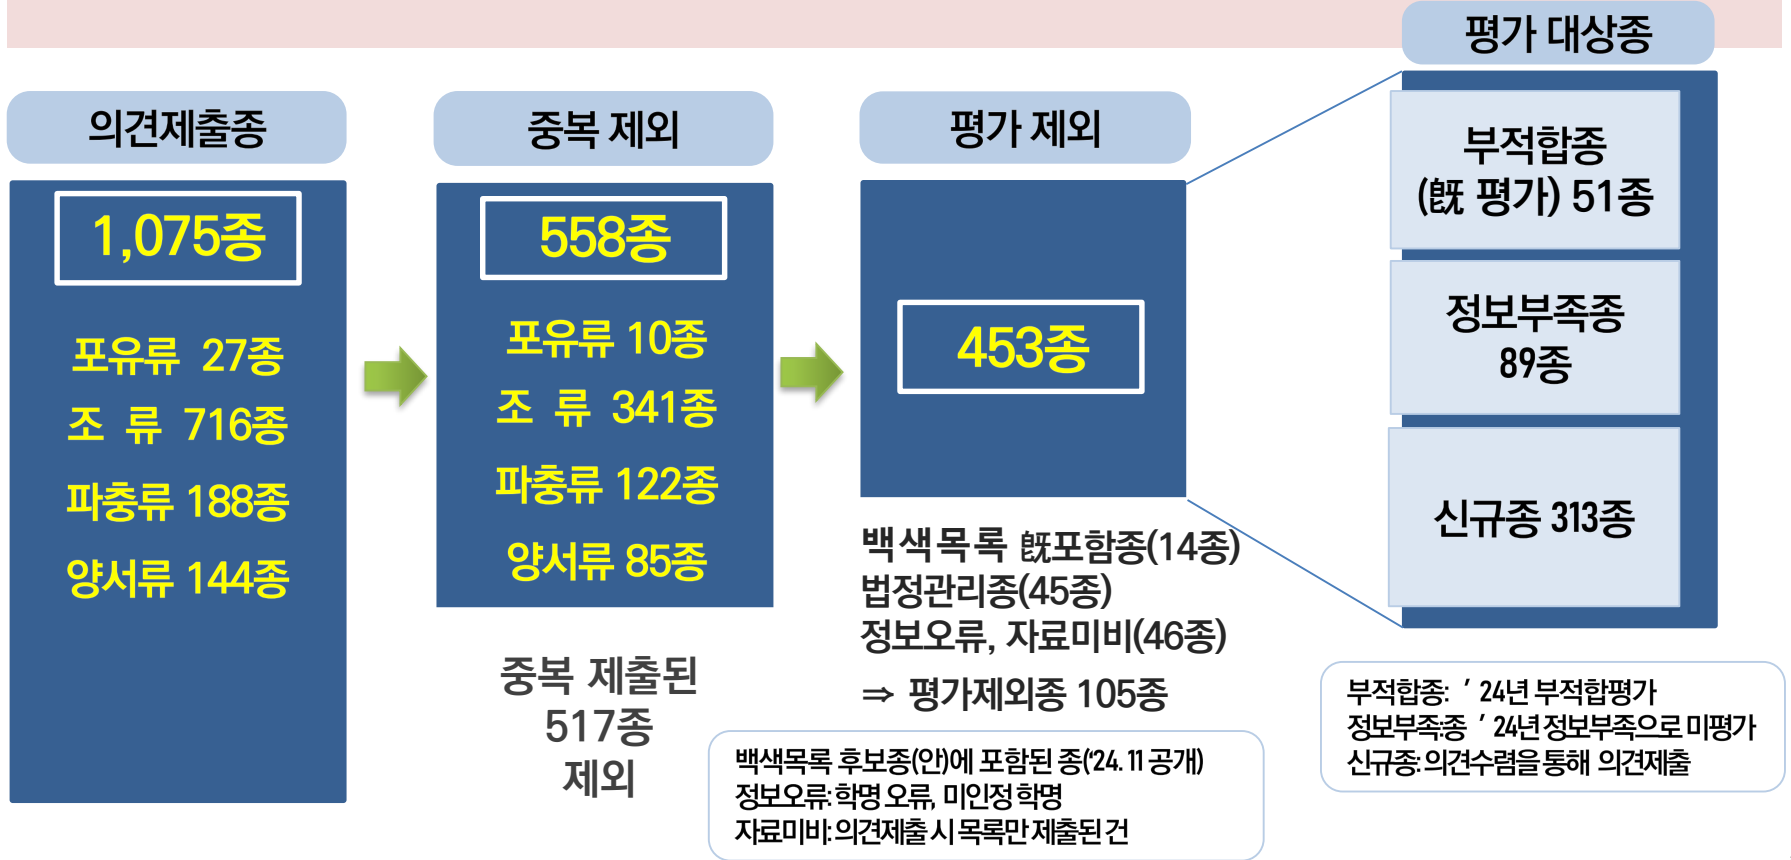 의견제출종
1,075종
포유류 27종
조 류 716종
파충류 188종
양서류 144종
중복 제외
558종
포유류 10종
조 류 341종
파충류 122종
양서류 85종
중복 제출된
517종
제외
평가 제외
453종
백색목록 旣포함종(14종)
법정관리종(45종)
정보오류, 자료미비(46종)
⇒ 평가제외종 105종
백색목록 후보종(안)에 포함된 종(‘24. 11 공개)
정보오류: 학명 오류, 미인정 학명
자료미비: 의견제출 시 목록만 제출된 건
평가 대상종
부적합종
(旣 평가) 51종
정보부족종
89종
신규종 313종
부적합종: ’24년 부적합평가
정보부족:종 ’24년 정보부족으로 미평가
신규종: 의견수렴을 통해 의견제출